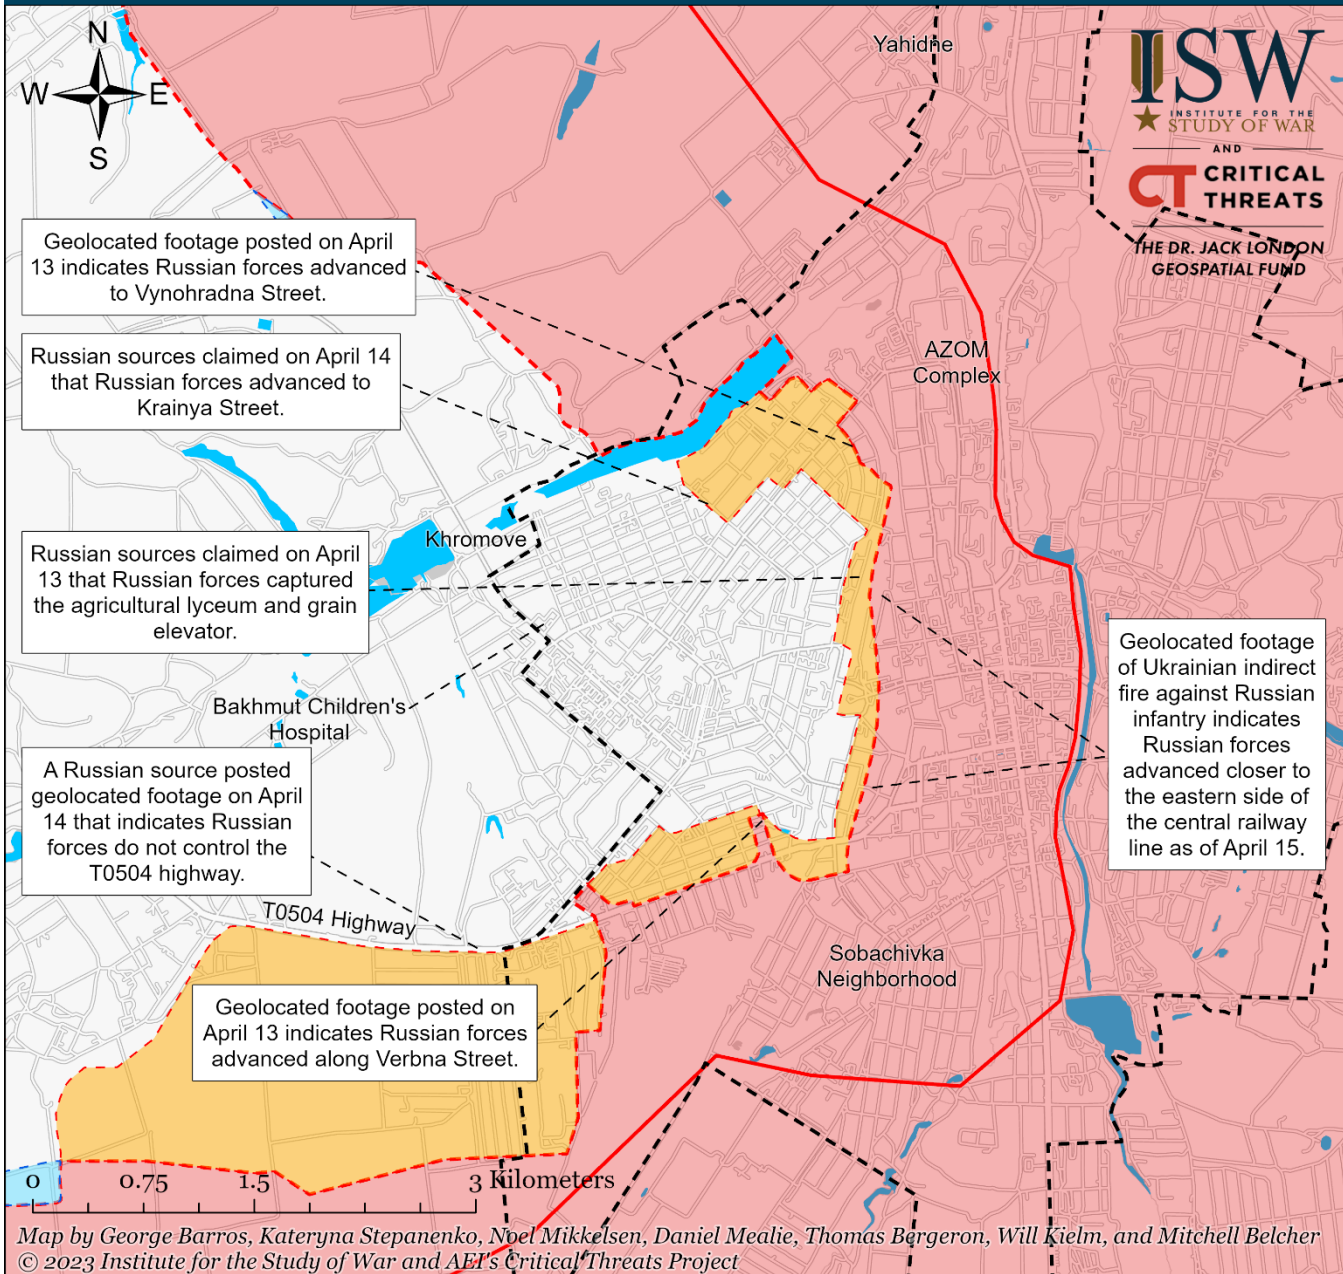 N
W E
S
Yahidne
ISW
INSTITUTE FOR THE
STUDY OF WAR
AND
CT CRITICAL
THREATS
THE DR. JACK LONDON
GEOSPATIAL FUND
Geolocated footage posted on April
13 indicates Russian forces advanced
to Vynohradna Street.
Russian sources claimed on April 14
that Russian forces advanced to
Krainya Street.
AZOM
Complex
Khromove
Russian sources claimed on April
13 that Russian forces captured
the agricultural lyceum and grain
elevator.
Geolocated footage
of Ukrainian indirect
fire against Russian
infantry indicates
Russian forces
advanced closer to
the eastern side of
the central railway
line as of April 15.
Bakhmut Children's
Hospital
A Russian source posted
geolocated footage on April
14 that indicates Russian
forces do not control the
T0504 highway.
T0504 Highway
Sobachivka
Neighborhood
Geolocated footage posted on
April 13 indicates Russian forces
advanced along Verbna Street.
0 0.75 1.5 3 Kilometers
Map by George Barros, Kateryna Stepanenko, Noel Mikkelsen, Daniel Mealie, Thomas Bergeron, Will Kielm, and Mitchell Belcher
© 2023 Institute for the Study of War and AEI's Critical Threats Project